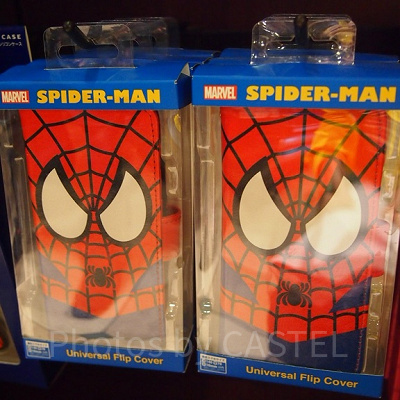 CASE
MARVEL SPIDER-MAN
Universal Flip Cover
MARVEL SPIDER-MAN
Universal Flip Cover
Photos by CASTEL